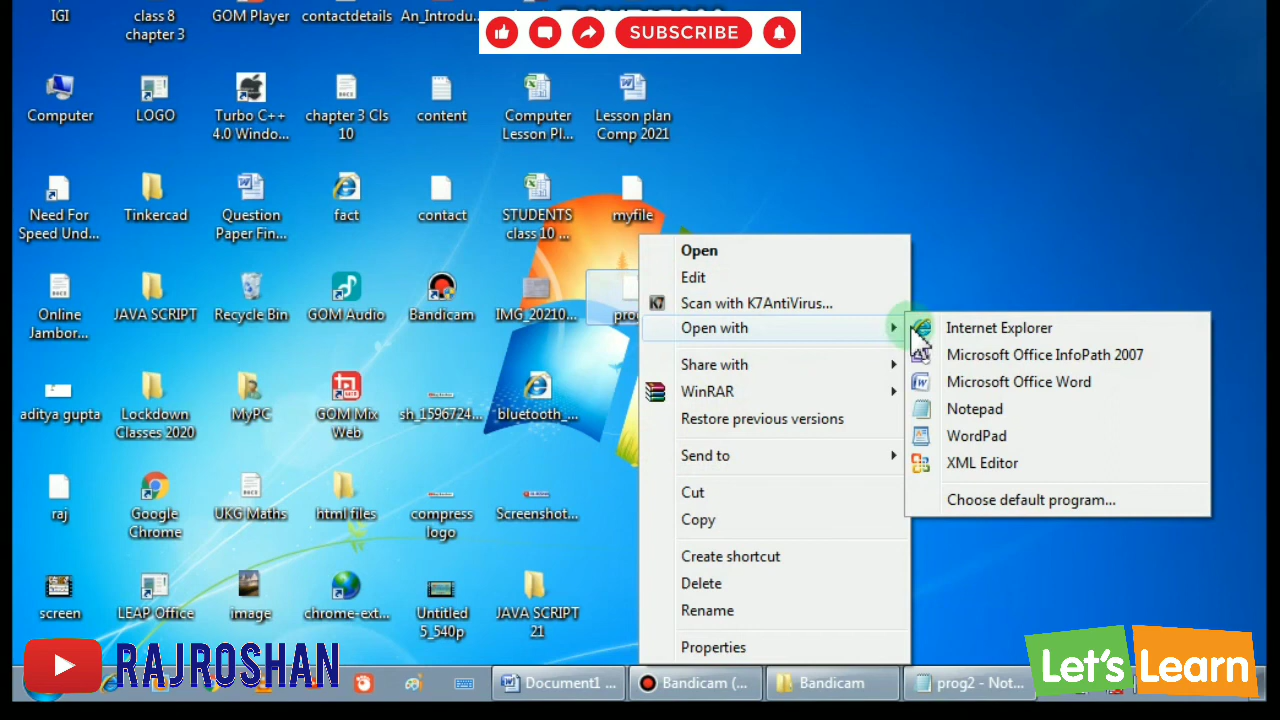 SUBSCRIBE
IGI
class 8
chapter 3
GOM Player
contactdetails
An_Introdu...
Computer
LOGO
Turbo C++
4.0 Windo...
chapter 3 Cls
10
content
Computer
Lesson Pl...
Lesson plan
Comp 2021
Need For
Speed Und...
Tinkercad
Question
Paper Fin...
fact
contact
STUDENTS
class 10 ...
myfile
Online
Jambor...
JAVA SCRIPT
Recycle Bin
GOM Audio
Bandicam
IMG_20210...
aditya gupta
Lockdown
Classes 2020
MyPC
GOM Mix
Web
sh_1596724...
bluetooth_...
raj
Google
Chrome
UKG Maths
html files
compress
logo
Screenshot...
screen
LEAP Office
image
chrome-ext...
Untitled
5_540p
JAVA SCRIPT
21
Open
Edit
Scan with K7AntiVirus...
Open with
Share with
WinRAR
Restore previous versions
Send to
Cut
Copy
Create shortcut
Delete
Rename
Properties
Internet Explorer
Microsoft Office InfoPath 2007
Microsoft Office Word
Notepad
WordPad
XML Editor
Choose default program...
RAJROSHAN
Document1 ...
Bandicam (...
Bandicam
prog2 - Not...
Let's Learn